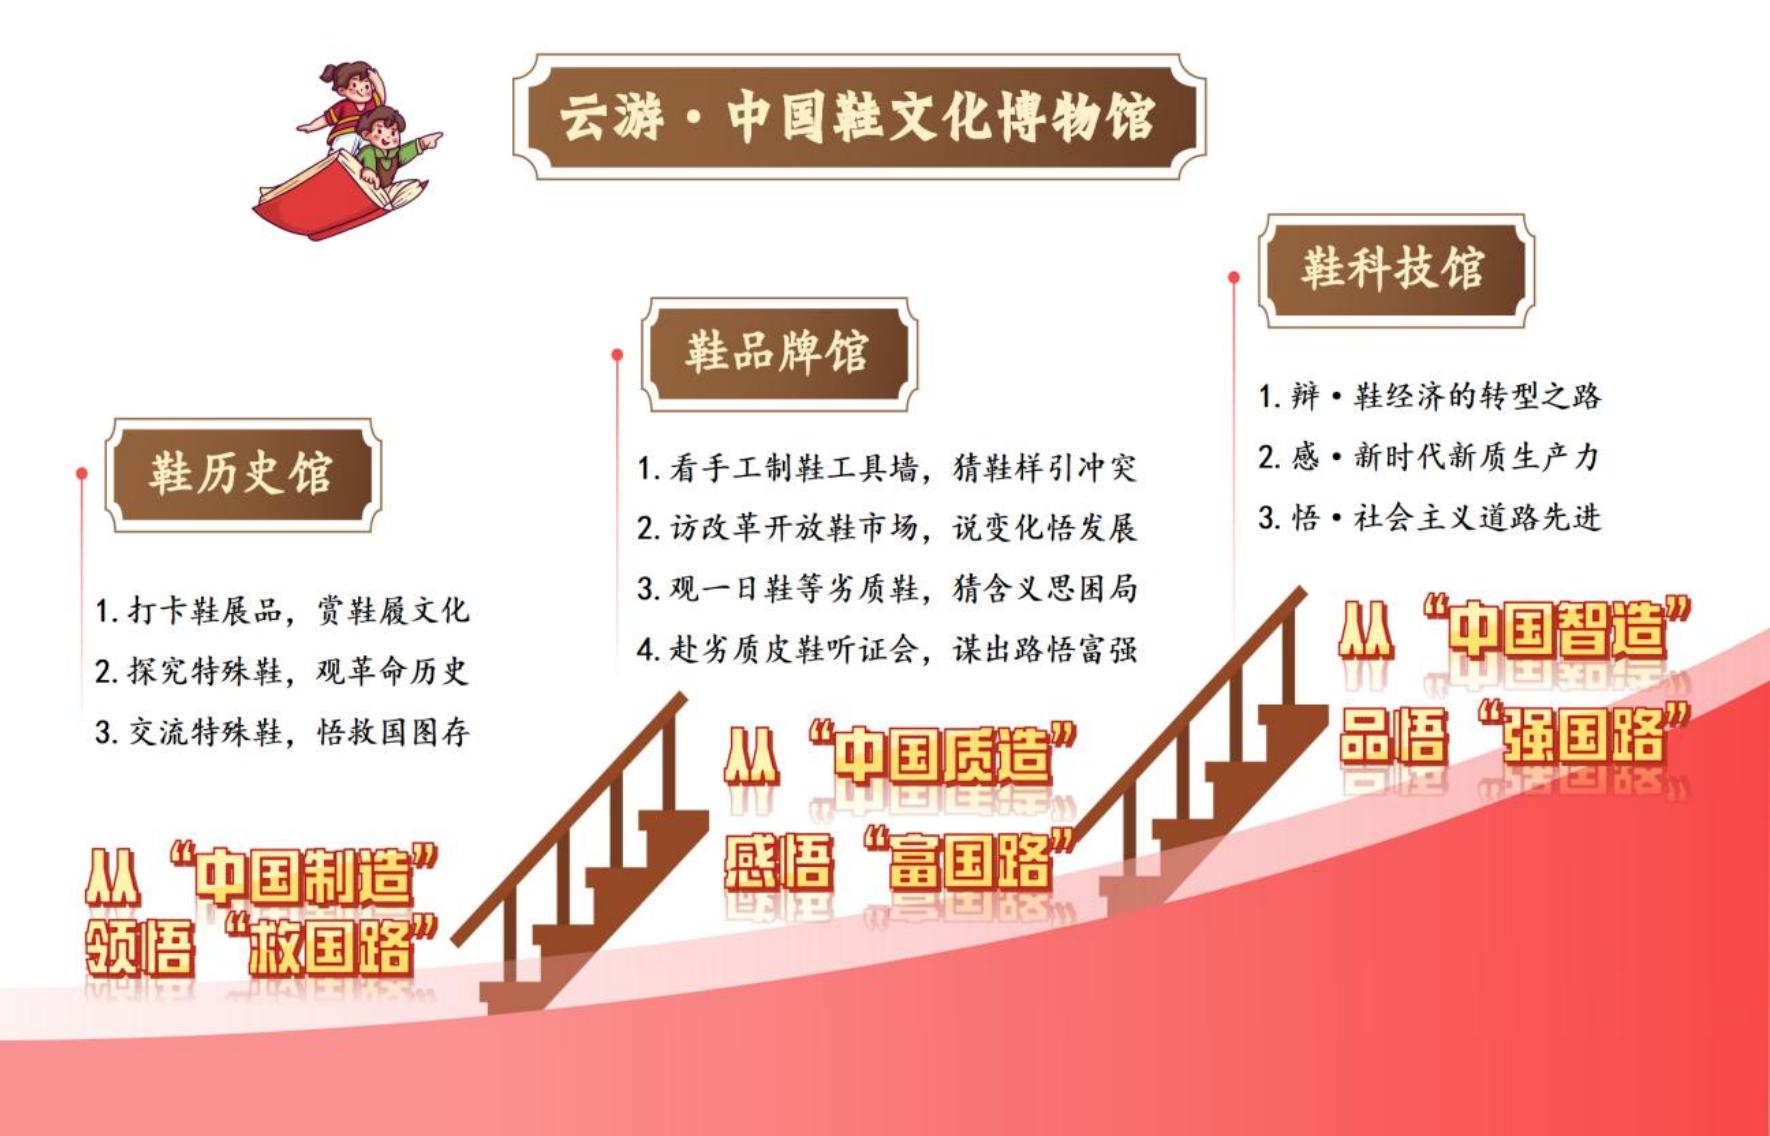 云游·中国鞋文化博物馆
鞋历史馆
1.打卡鞋展品，赏鞋履文化
2.探究特殊鞋，观革命历史
3.交流特殊鞋，悟救国图存
从“中国制造”
领悟“救国路”
鞋品牌馆
1.看手工制鞋工具墙，猜鞋样引冲突
2.访改革开放鞋市场，说变化悟发展
3.观一日鞋等劣质鞋，猜含义思困局
4.赴劣质皮鞋听证会，谋出路悟富强
从“中国质造”
感悟“富国路”
鞋科技馆
1.辩·鞋经济的转型之路
2.感·新时代新质生产力
3.悟·社会主义道路先进
从“中国智造”
品悟“强国路”